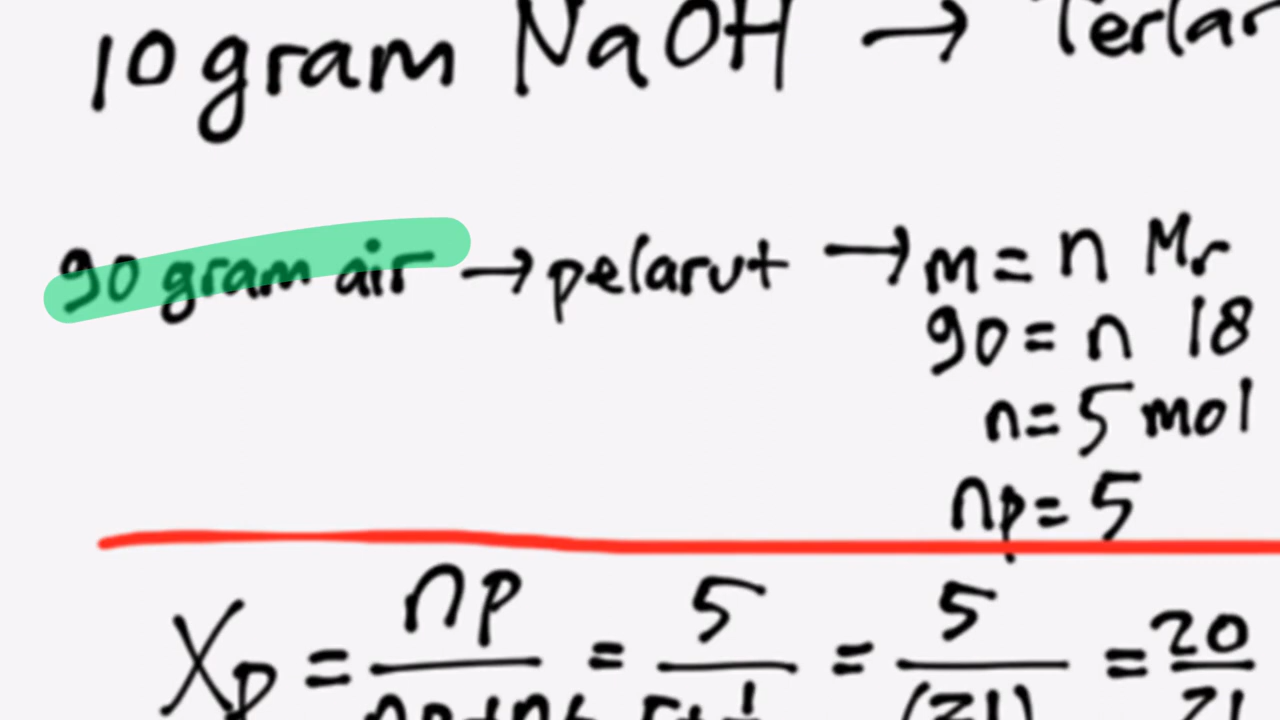 10 gram NaOH →
90 gram air → pelarut → m = n Mr
90 = n 18
n = 5 mol
np = 5
Xp = np = 5 = 5 = 20